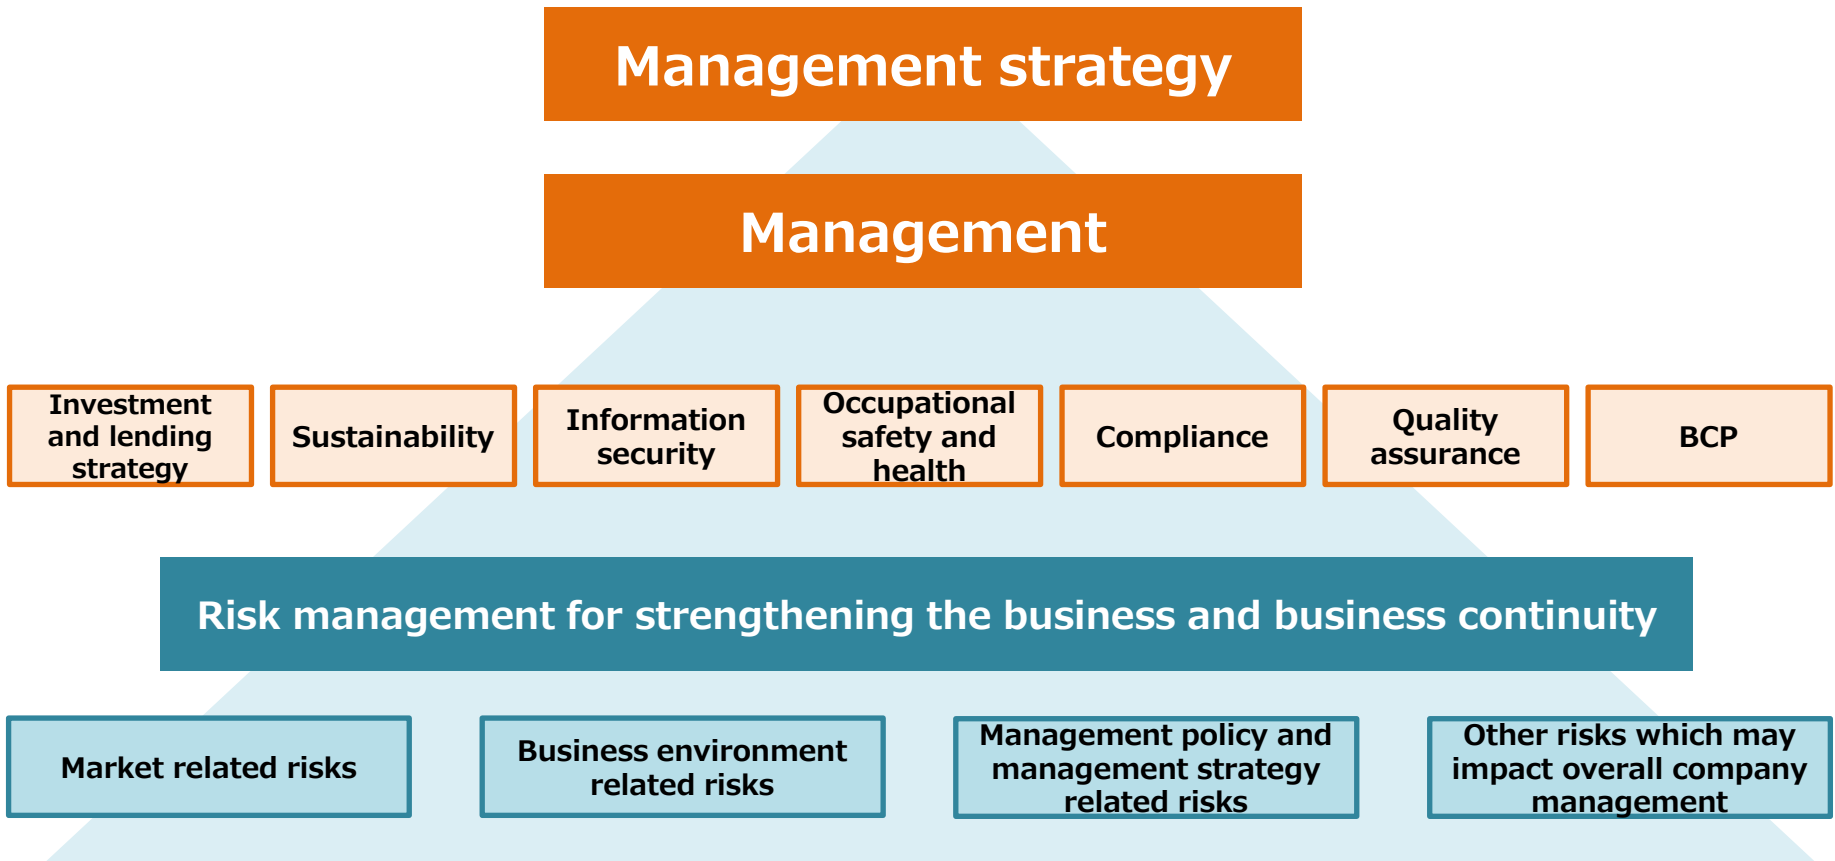 Management strategy
Management
Investment
and lending
strategy
Sustainability
Information
security
Occupational
safety and
health
Compliance
Quality
assurance
BCP
Risk management for strengthening the business and business continuity
Market related risks
Business environment
related risks
Management policy and
management strategy
related risks
Other risks which may
impact overall company
management